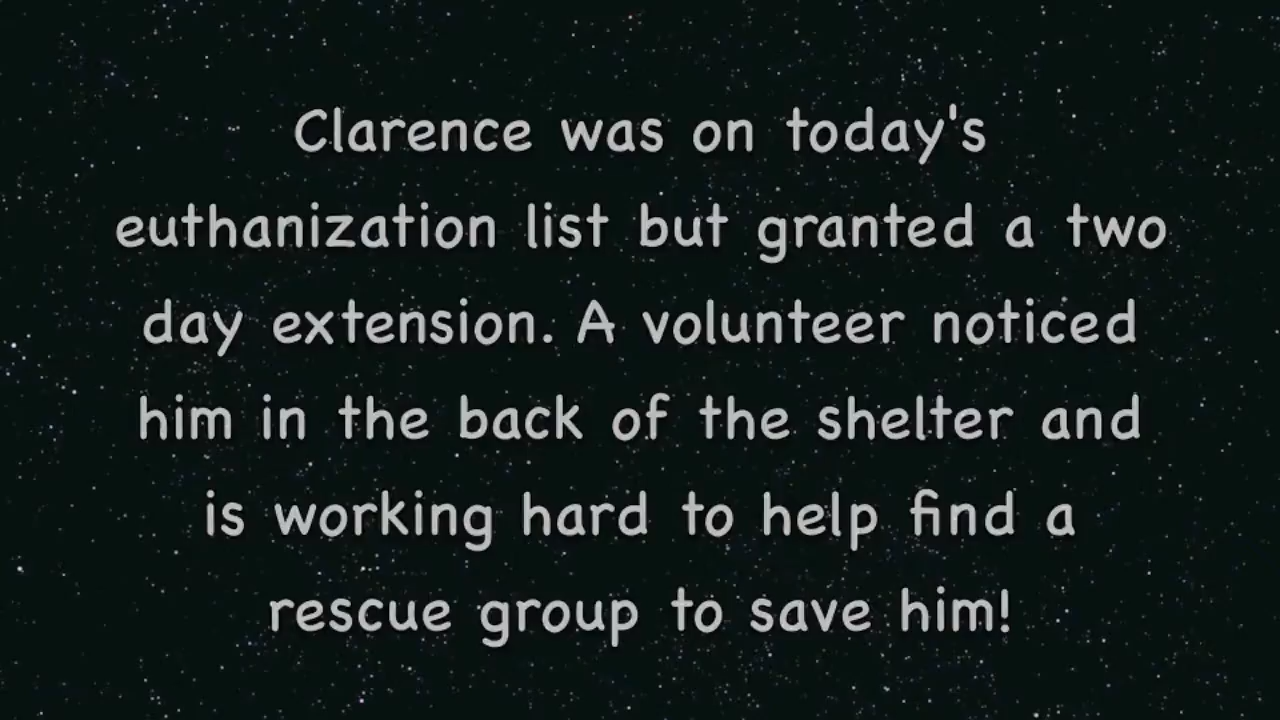 Clarence was on today's
euthanization list but granted a two
day extension. A volunteer noticed
him in the back of the shelter and
is working hard to help find a
rescue group to save him!